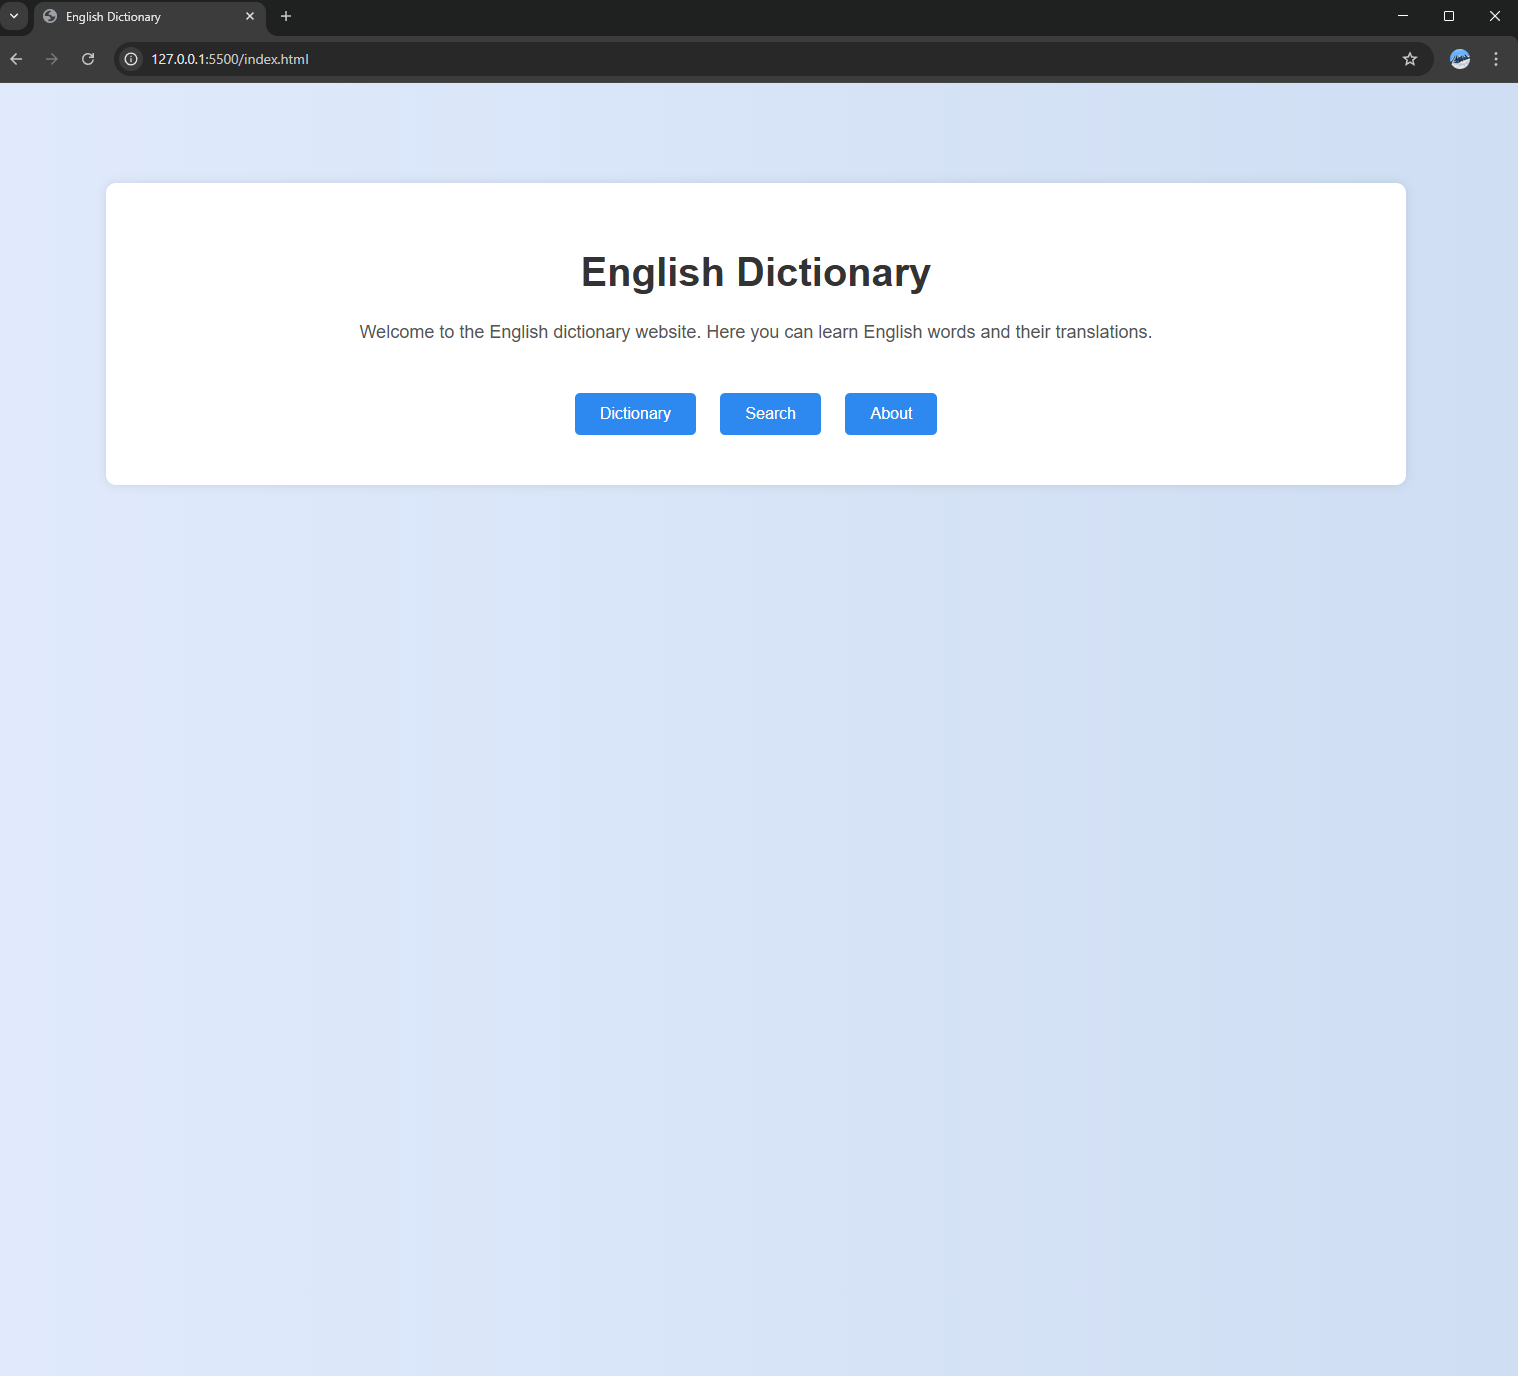 English Dictionary
127.0.0.1:5500/index.html
English Dictionary
Welcome to the English dictionary website. Here you can learn English words and their translations.
Dictionary Search About